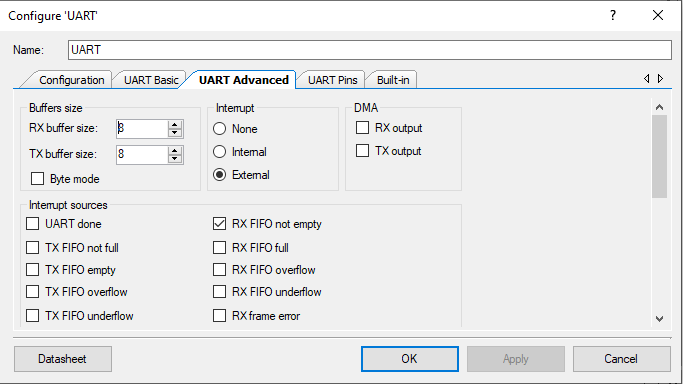 Configure 'UART'
?
Name: UART
Configuration UART Basic UART Advanced UART Pins Built-in
Buffers size Interrupt DMA
RX buffer size: 8 None RX output
TX buffer size: 8 Internal TX output
Byte mode External
Interrupt sources
UART done RX FIFO not empty
TX FIFO not full RX FIFO full
TX FIFO empty RX FIFO overflow
TX FIFO overflow RX FIFO underflow
TX FIFO underflow RX frame error
Datasheet OK Apply Cancel